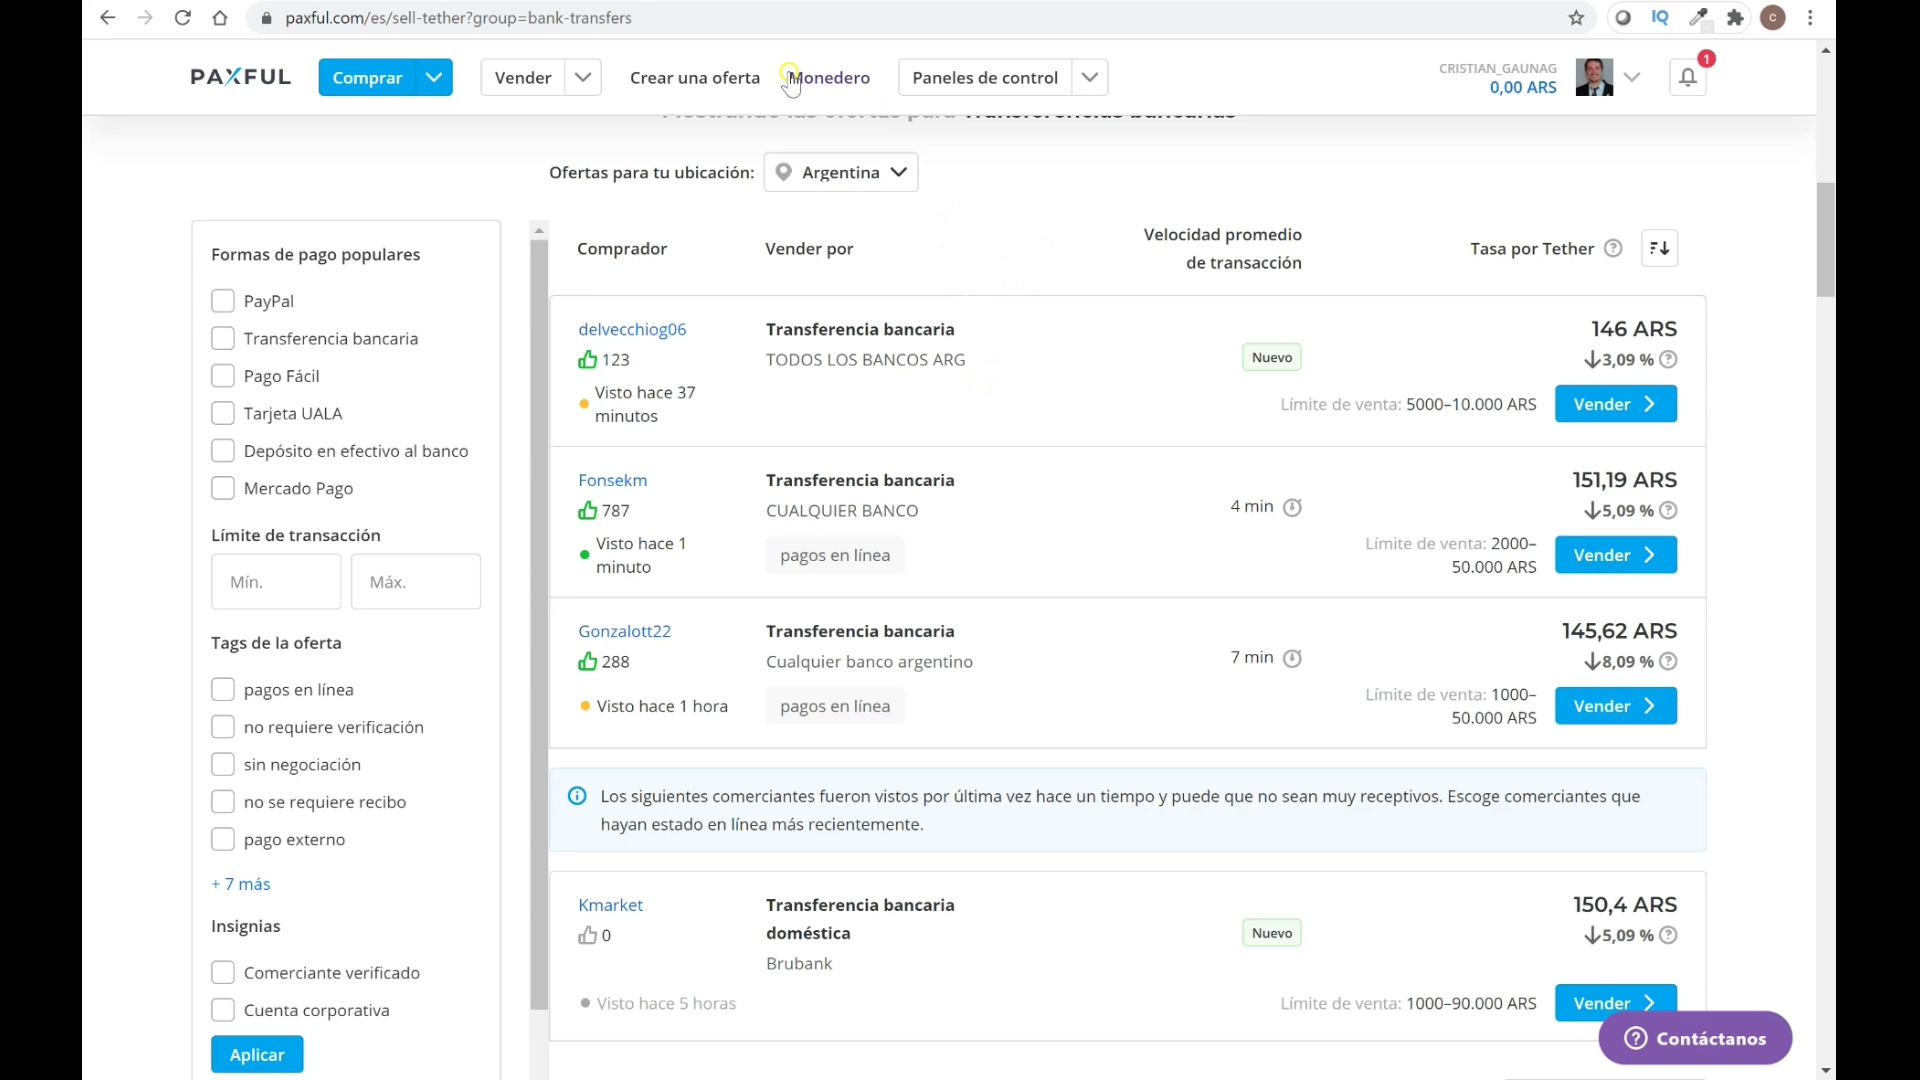 paxful.com/es/sell-tether?group=bank-transfers
IQ
c
PAXFUL
Comprar
Vender
Crear una oferta
Monedero
Paneles de control
CRISTIAN_GAUNAG
0,00 ARS
1
Mostrando las ofertas para Transferencias bancarias
Ofertas para tu ubicación:
Argentina
Formas de pago populares
PayPal
Transferencia bancaria
Pago Fácil
Tarjeta UALA
Depósito en efectivo al banco
Mercado Pago
Límite de transacción
Mín.
Máx.
Tags de la oferta
pagos en línea
no requiere verificación
sin negociación
no se requiere recibo
pago externo
+ 7 más
Insignias
Comerciante verificado
Cuenta corporativa
Aplicar
Comprador
Vender por
Velocidad promedio
de transacción
Tasa por Tether
delvecchiog06
123
Visto hace 37
minutos
Transferencia bancaria
TODOS LOS BANCOS ARG
Nuevo
146 ARS
3,09 %
Límite de venta: 5000–10.000 ARS
Vender
Fonsekm
787
Visto hace 1
minuto
Transferencia bancaria
CUALQUIER BANCO
pagos en línea
4 min
151,19 ARS
5,09 %
Límite de venta: 2000–
50.000 ARS
Vender
Gonzalott22
288
Visto hace 1 hora
Transferencia bancaria
Cualquier banco argentino
pagos en línea
7 min
145,62 ARS
8,09 %
Límite de venta: 1000–
50.000 ARS
Vender
Los siguientes comerciantes fueron vistos por última vez hace un tiempo y puede que no sean muy receptivos. Escoge comerciantes que
hayan estado en línea más recientemente.
Kmarket
0
Visto hace 5 horas
Transferencia bancaria
doméstica
Brubank
Nuevo
150,4 ARS
5,09 %
Límite de venta: 1000–90.000 ARS
Vender
Contáctanos